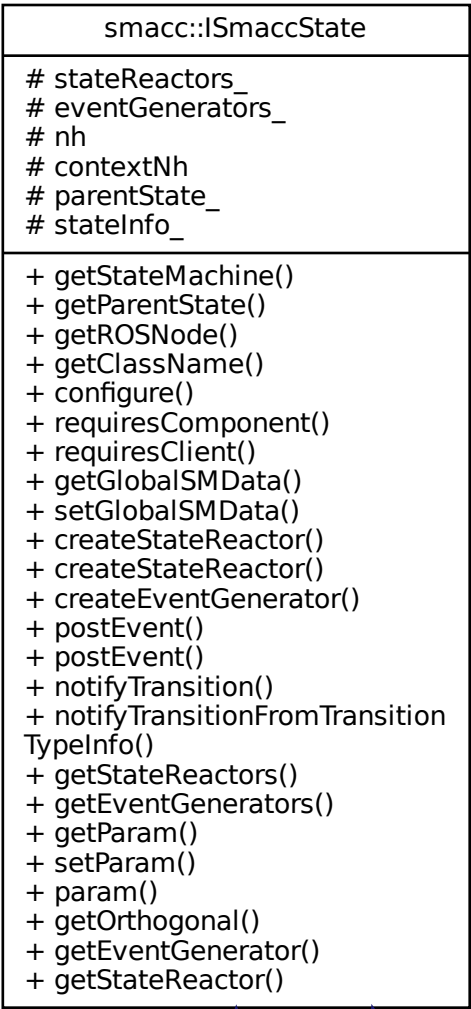 smacc::ISmaccState
# stateReactors_
# eventGenerators_
# nh
# contextNh
# parentState_
# stateInfo_
+ getStateMachine()
+ getParentState()
+ getROSNode()
+ getClassName()
+ configure()
+ requiresComponent()
+ requiresClient()
+ getGlobalSMData()
+ setGlobalSMData()
+ createStateReactor()
+ createStateReactor()
+ createEventGenerator()
+ postEvent()
+ postEvent()
+ notifyTransition()
+ notifyTransitionFromTransition
TypeInfo()
+ getStateReactors()
+ getEventGenerators()
+ getParam()
+ setParam()
+ param()
+ getOrthogonal()
+ getEventGenerator()
+ getStateReactor()